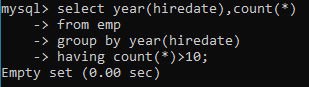 mysql> select year(hiredate),count(*)
    -> from emp
    -> group by year(hiredate)
    -> having count(*)>10;
Empty set (0.00 sec)